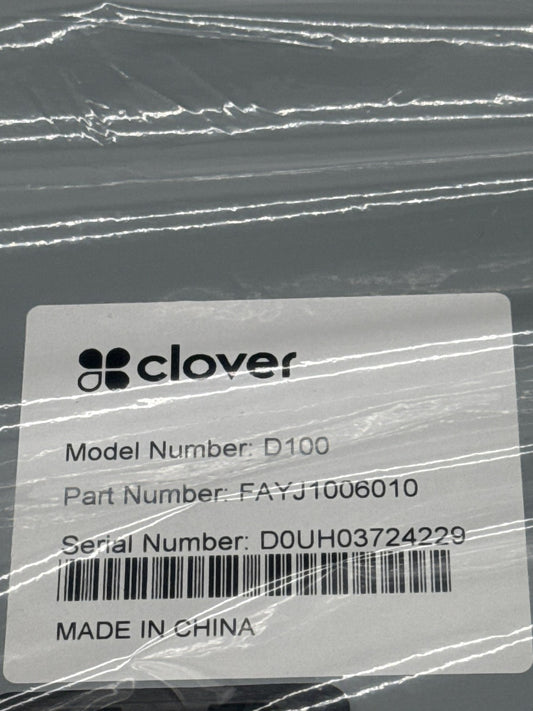 clover
Model Number: D100
Part Number: FAYJ1006010
Serial Number: D0UH03724229
MADE IN CHINA